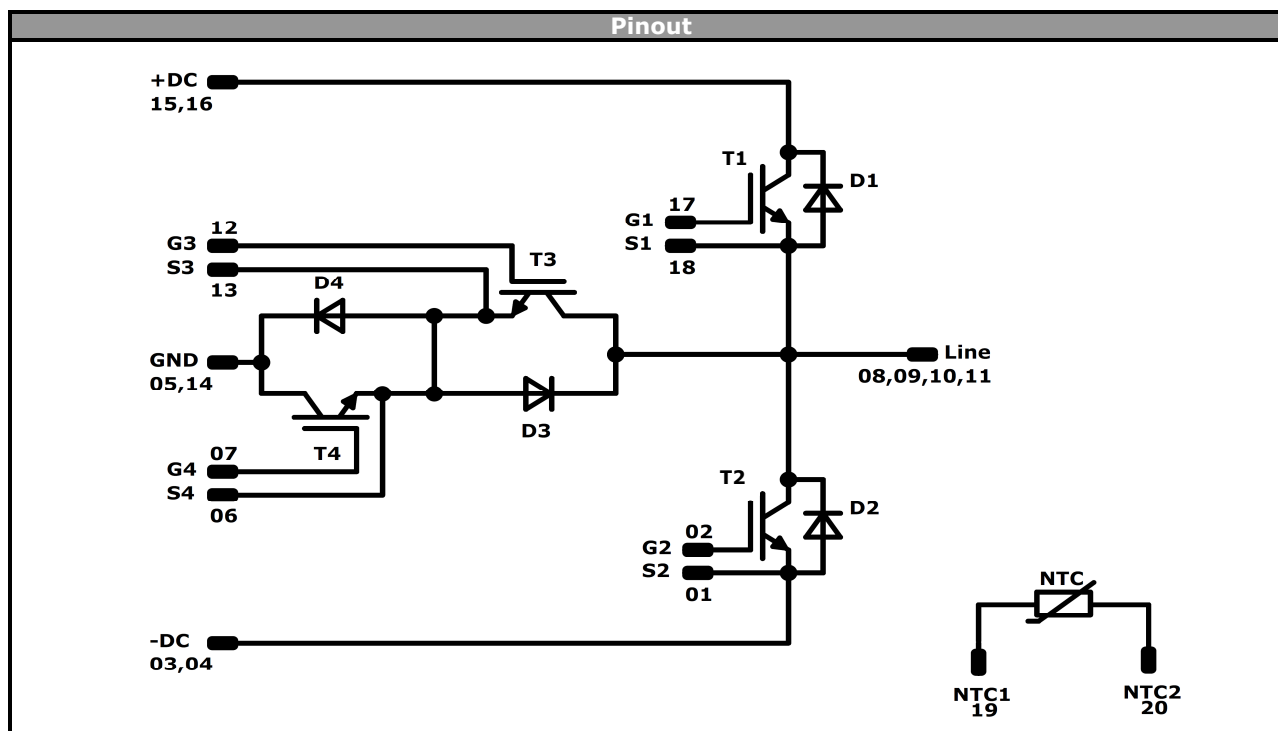 Pinout
+DC
15,16
T1
D1
17
G1
S1
18
12
G3
S3
13
T3
D4
GND
05,14
Line
08,09,10,11
D3
T4
07
G4
S4
06
T2
D2
02
G2
S2
01
-DC
03,04
NTC
NTC1
19
NTC2
20